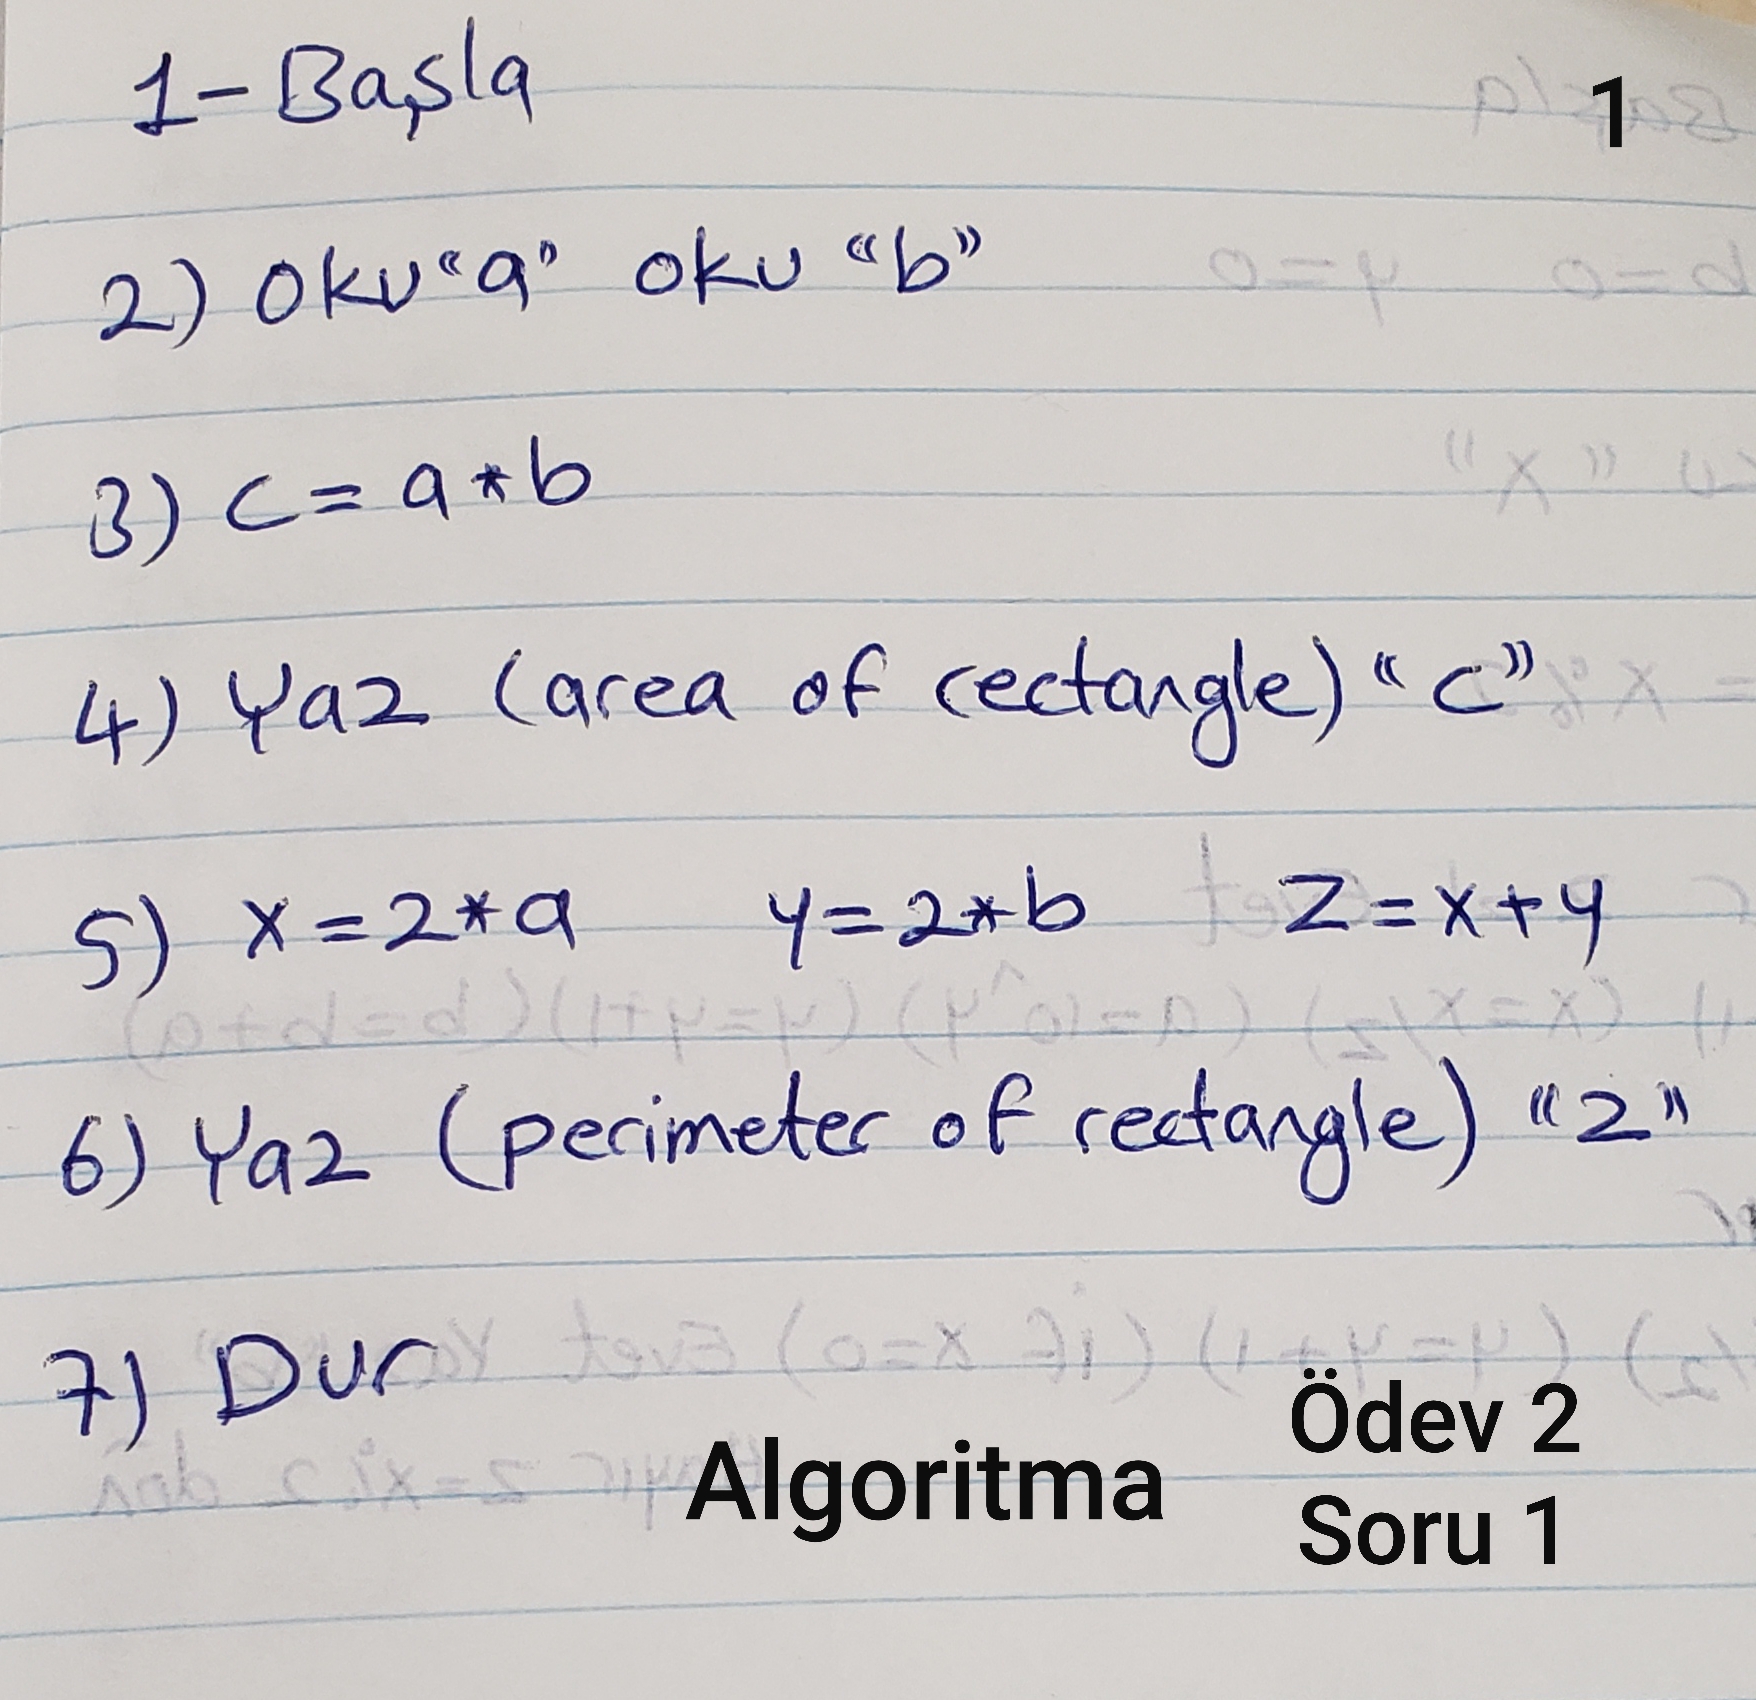 1- Başla
1
2) Oku "a" oku "b"
3) c = a*b
4) Yaz (area of rectangle) "c"
5) x=2*a y=2*b z=x+y
6) Yaz (perimeter of rectangle) "z"
7) Dur
Algoritma
Ödev 2
Soru 1